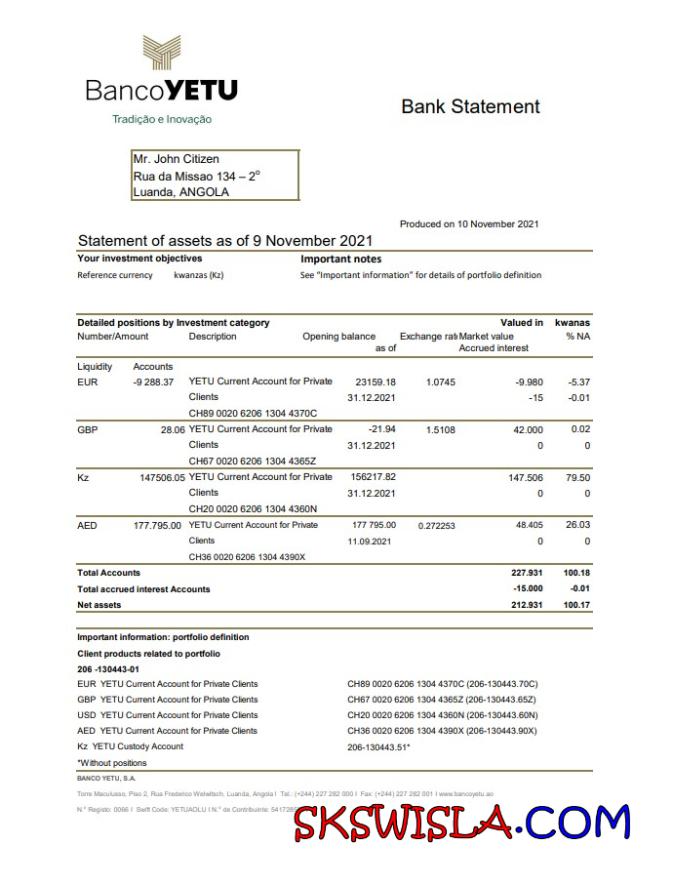 BancoYETU
Tradição e Inovação
Bank Statement
Mr. John Citizen
Rua da Missao 134 – 2º
Luanda, ANGOLA
Produced on 10 November 2021
Statement of assets as of 9 November 2021
Your investment objectives Important notes
Reference currency kwanzas (Kz) See “Important information” for details of portfolio definition
Detailed positions by Investment category Valued in kwanas
Number/Amount Description Opening balance Exchange rate Market value % NA
as of Accrued interest
Liquidity Accounts
EUR -9 288.37 YETU Current Account for Private 23159.18 1.0745 -9.980 -5.37
Clients 31.12.2021 -15 -0.01
CH89 0020 6206 1304 4370C
GBP 28.06 YETU Current Account for Private -21.94 1.5108 42.000 0.02
Clients 31.12.2021 0 0
CH67 0020 6206 1304 4365Z
Kz 147506.05 YETU Current Account for Private 156217.82 147.506 79.50
Clients 31.12.2021 0 0
CH20 0020 6206 1304 4360N
AED 177.795.00 YETU Current Account for Private 177 795.00 0.272253 48.405 26.03
Clients 11.09.2021 0 0
CH36 0020 6206 1304 4390X
Total Accounts 227.931 100.18
Total accrued interest Accounts -15.000 -0.01
Net assets 212.931 100.17
Important information: portfolio definition
Client products related to portfolio
206 -130443-01
EUR YETU Current Account for Private Clients CH89 0020 6206 1304 4370C (206-130443.70C)
GBP YETU Current Account for Private Clients CH67 0020 6206 1304 4365Z (206-130443.65Z)
USD YETU Current Account for Private Clients CH20 0020 6206 1304 4360N (206-130443.60N)
AED YETU Current Account for Private Clients CH36 0020 6206 1304 4390X (206-130443.90X)
Kz YETU Custody Account 206-130443.51*
*Without positions
BANCO YETU, S.A.
Torre Maculusso, Piso 2, Rua Frederico Welwitsch, Luanda, Angola I Tel.: (+244) 227 282 000 I Fax: (+244) 227 282 001 I www.bancoyetu.ao
N.º Registo: 0066 I Swift Code: YETUAOLU I N.º de Contribuinte:
SKSWISLA.COM